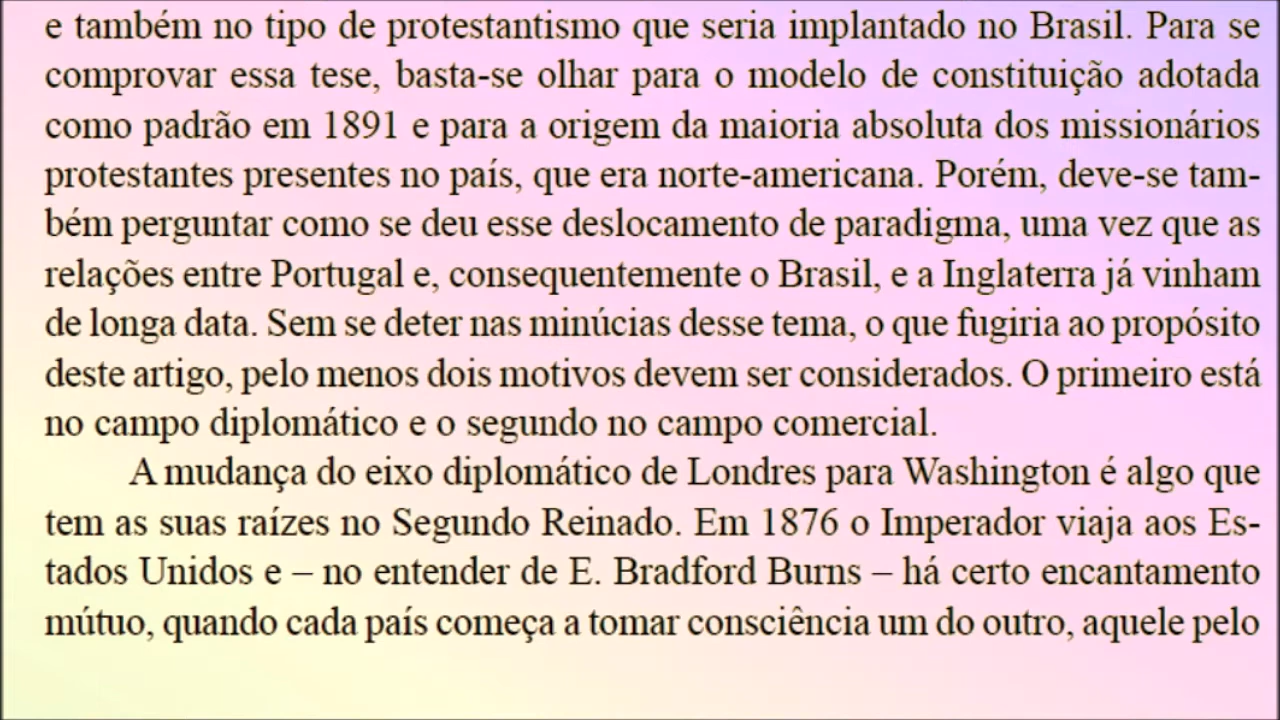 e também no tipo de protestantismo que seria implantado no Brasil. Para se
comprovar essa tese, basta-se olhar para o modelo de constituição adotada
como padrão em 1891 e para a origem da maioria absoluta dos missionários
protestantes presentes no país, que era norte-americana. Porém, deve-se tam-
bém perguntar como se deu esse deslocamento de paradigma, uma vez que as
relações entre Portugal e, consequentemente o Brasil, e a Inglaterra já vinham
de longa data. Sem se deter nas minúcias desse tema, o que fugiria ao propósito
deste artigo, pelo menos dois motivos devem ser considerados. O primeiro está
no campo diplomático e o segundo no campo comercial.
A mudança do eixo diplomático de Londres para Washington é algo que
tem as suas raízes no Segundo Reinado. Em 1876 o Imperador viaja aos Es-
tados Unidos e – no entender de E. Bradford Burns – há certo encantamento
mútuo, quando cada país começa a tomar consciência um do outro, aquele pelo